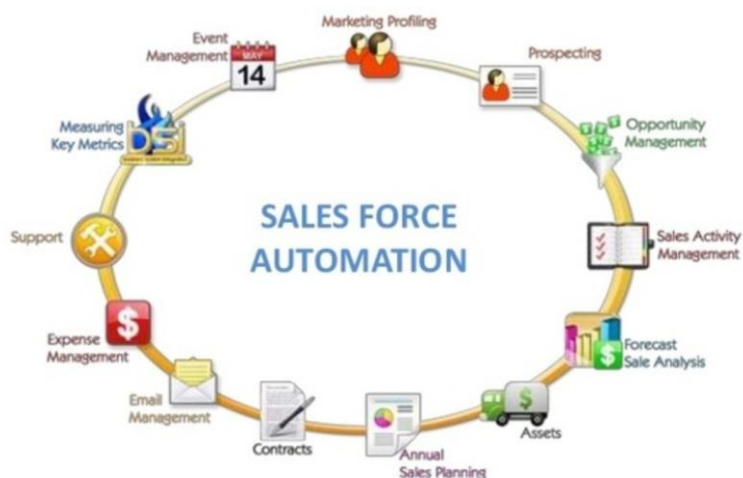 Marketing Profiling
Event
Management
MAY
14
Prospecting
Measuring
Key Metrics
Opportunity
Management
SALES FORCE
AUTOMATION
Support
Sales Activity
Management
Expense
Management
Forecast
Sale Analysis
Email
Management
Contracts
Assets
Annual
Sales Planning